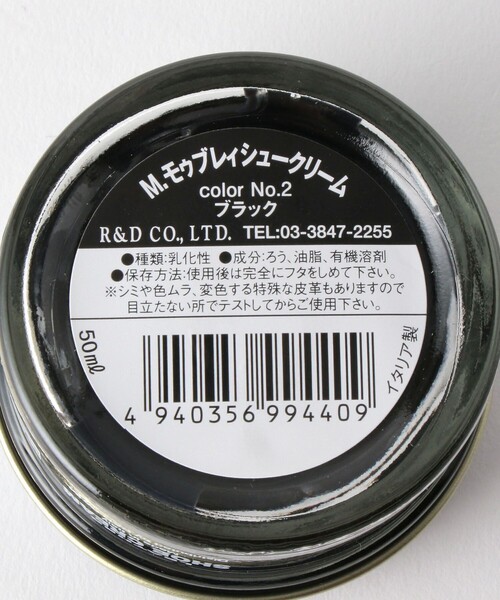 M.モゥブレィシュークリーム
color No.2
ブラック
R&D CO., LTD. TEL:03-3847-2255
●種類:乳化性 ●成分:ろう、油脂、有機溶剤
●保存方法:使用後は完全にフタをしめて下さい。
※シミや色ムラ、変色する特殊な皮革もありますので
目立たない所でテストしてからご使用下さい。
50ml
イタリア製
4 940356 994409